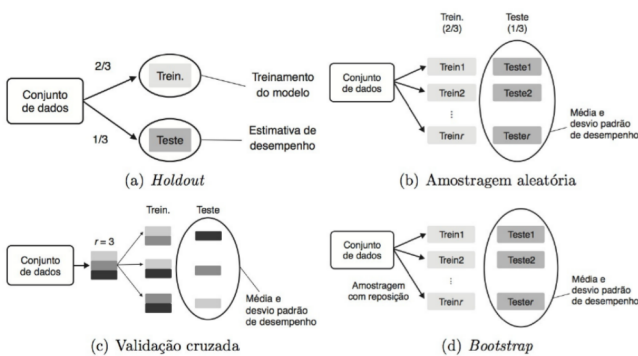 2/3
Trein.
Treinamento
do modelo
Conjunto
de dados
1/3
Teste
Estimativa de
desempenho
(a) Holdout
Trein.
(2/3)
Teste
(1/3)
Trein1
Teste1
Conjunto
de dados
Trein2
Teste2
⋮
Treinr
Tester
Média e
desvio padrão
de desempenho
(b) Amostragem aleatória
Trein.
Teste
r = 3
Conjunto
de dados
Média e
desvio padrão
de desempenho
(c) Validação cruzada
Trein1
Teste1
Conjunto
de dados
Trein2
Teste2
⋮
Amostragem
com reposição
Treinr
Tester
Média e
desvio padrão
de desempenho
(d) Bootstrap